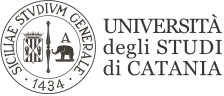 SICILIAE STVDIVM GENERALE
· 1434 ·
A
UNIVERSITÀ
degli STUDI
di CATANIA